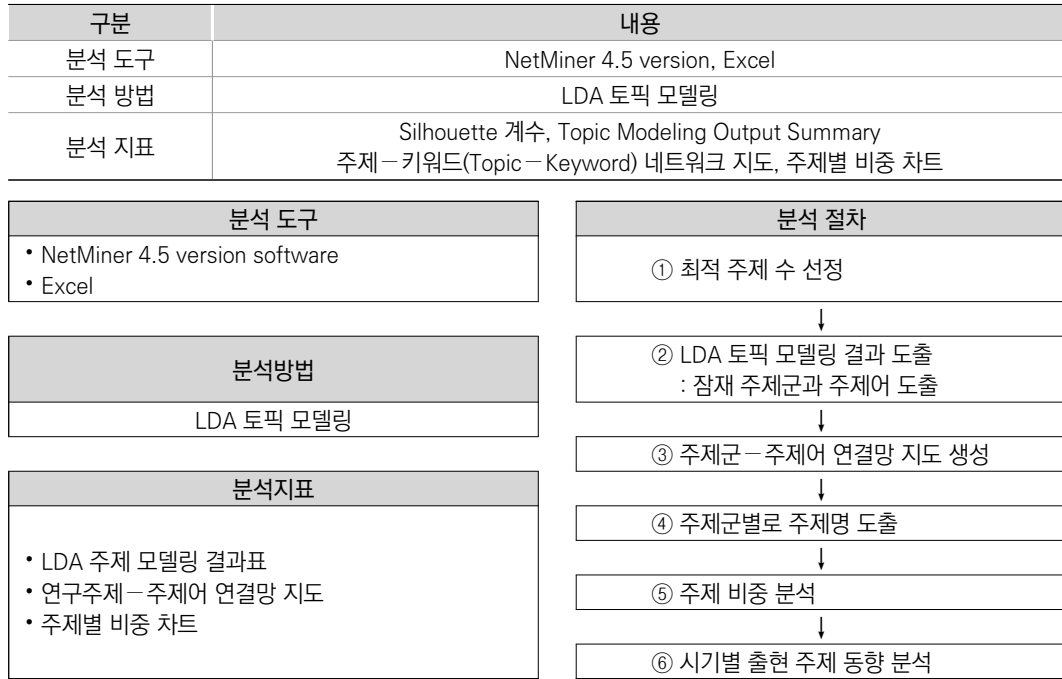 구분 내용
분석 도구 NetMiner 4.5 version, Excel
분석 방법 LDA 토픽 모델링
분석 지표 Silhouette 계수, Topic Modeling Output Summary
주제－키워드(Topic－Keyword) 네트워크 지도, 주제별 비중 차트
분석 도구
• NetMiner 4.5 version software
• Excel
분석방법
LDA 토픽 모델링
분석지표
• LDA 주제 모델링 결과표
• 연구주제－주제어 연결망 지도
• 주제별 비중 차트
분석 절차
① 최적 주제 수 선정
↓
② LDA 토픽 모델링 결과 도출
: 잠재 주제군과 주제어 도출
↓
③ 주제군－주제어 연결망 지도 생성
↓
④ 주제군별로 주제명 도출
↓
⑤ 주제 비중 분석
↓
⑥ 시기별 출현 주제 동향 분석